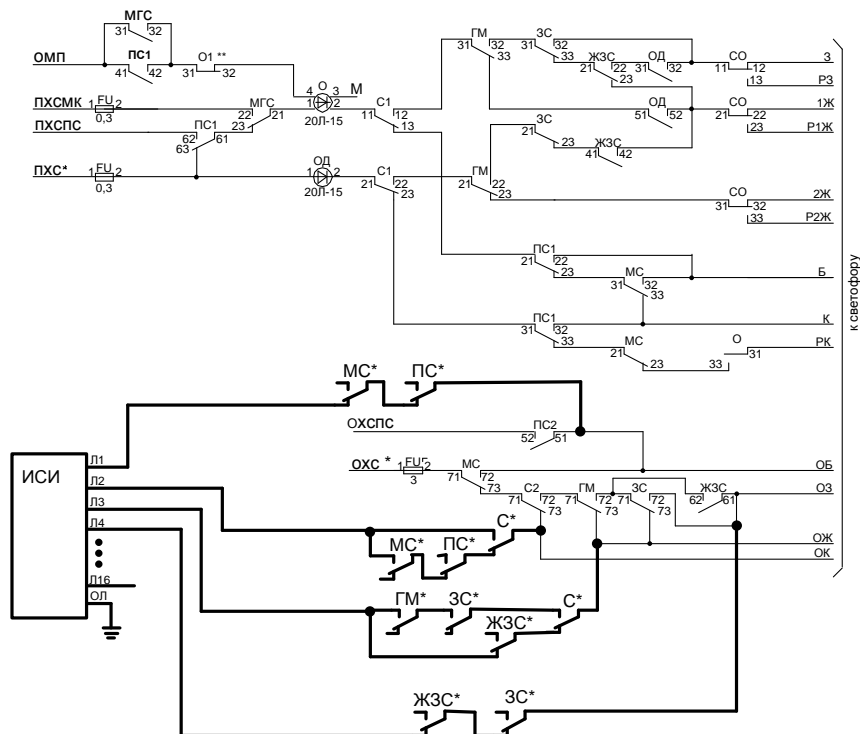 МГС
31 32
ОМП ПС1 О1 **
41 42 31 32
4 О 3 М
ПХСМК 1 FU 2 0,3
МГС 22 21 23
1 2 20Л-15
С1 11 12 13
ПХСПС
ПС1 62 61 63
ПХС* 1 FU 2 0,3
ОД 1 2 20Л-15
С1 21 22 23
ГМ 31 32 33
ЗС 31 32 33
ЖЗС 21 22 23
ОД 31 32
СО 11 12 З
13 РЗ
ОД 51 52
СО 21 22 1Ж
23 Р1Ж
ЗС 21 23
ЖЗС 41 42
ГМ 21 22 23
СО 31 32 2Ж
33 Р2Ж
ПС1 21 22 23
МС 31 32 33 Б
К
ПС1 31 32 33
МС 21 23
О 33 31 РК
к светофору
МС* ПС*
ОХСПС ПС2 52 51
ОХС * 1 FU 2 3
МС 71 72 73 ОБ
С2 71 72 73
ГМ 71 72 73
ЗС 71 72 73
ЖЗС 62 61 ОЗ
ОЖ
ОК
ИСИ
Л1
Л2
Л3
Л4
Л16
ОЛ
С*
МС* ПС*
ГМ* ЗС* С*
ЖЗС*
ЖЗС* ЗС*